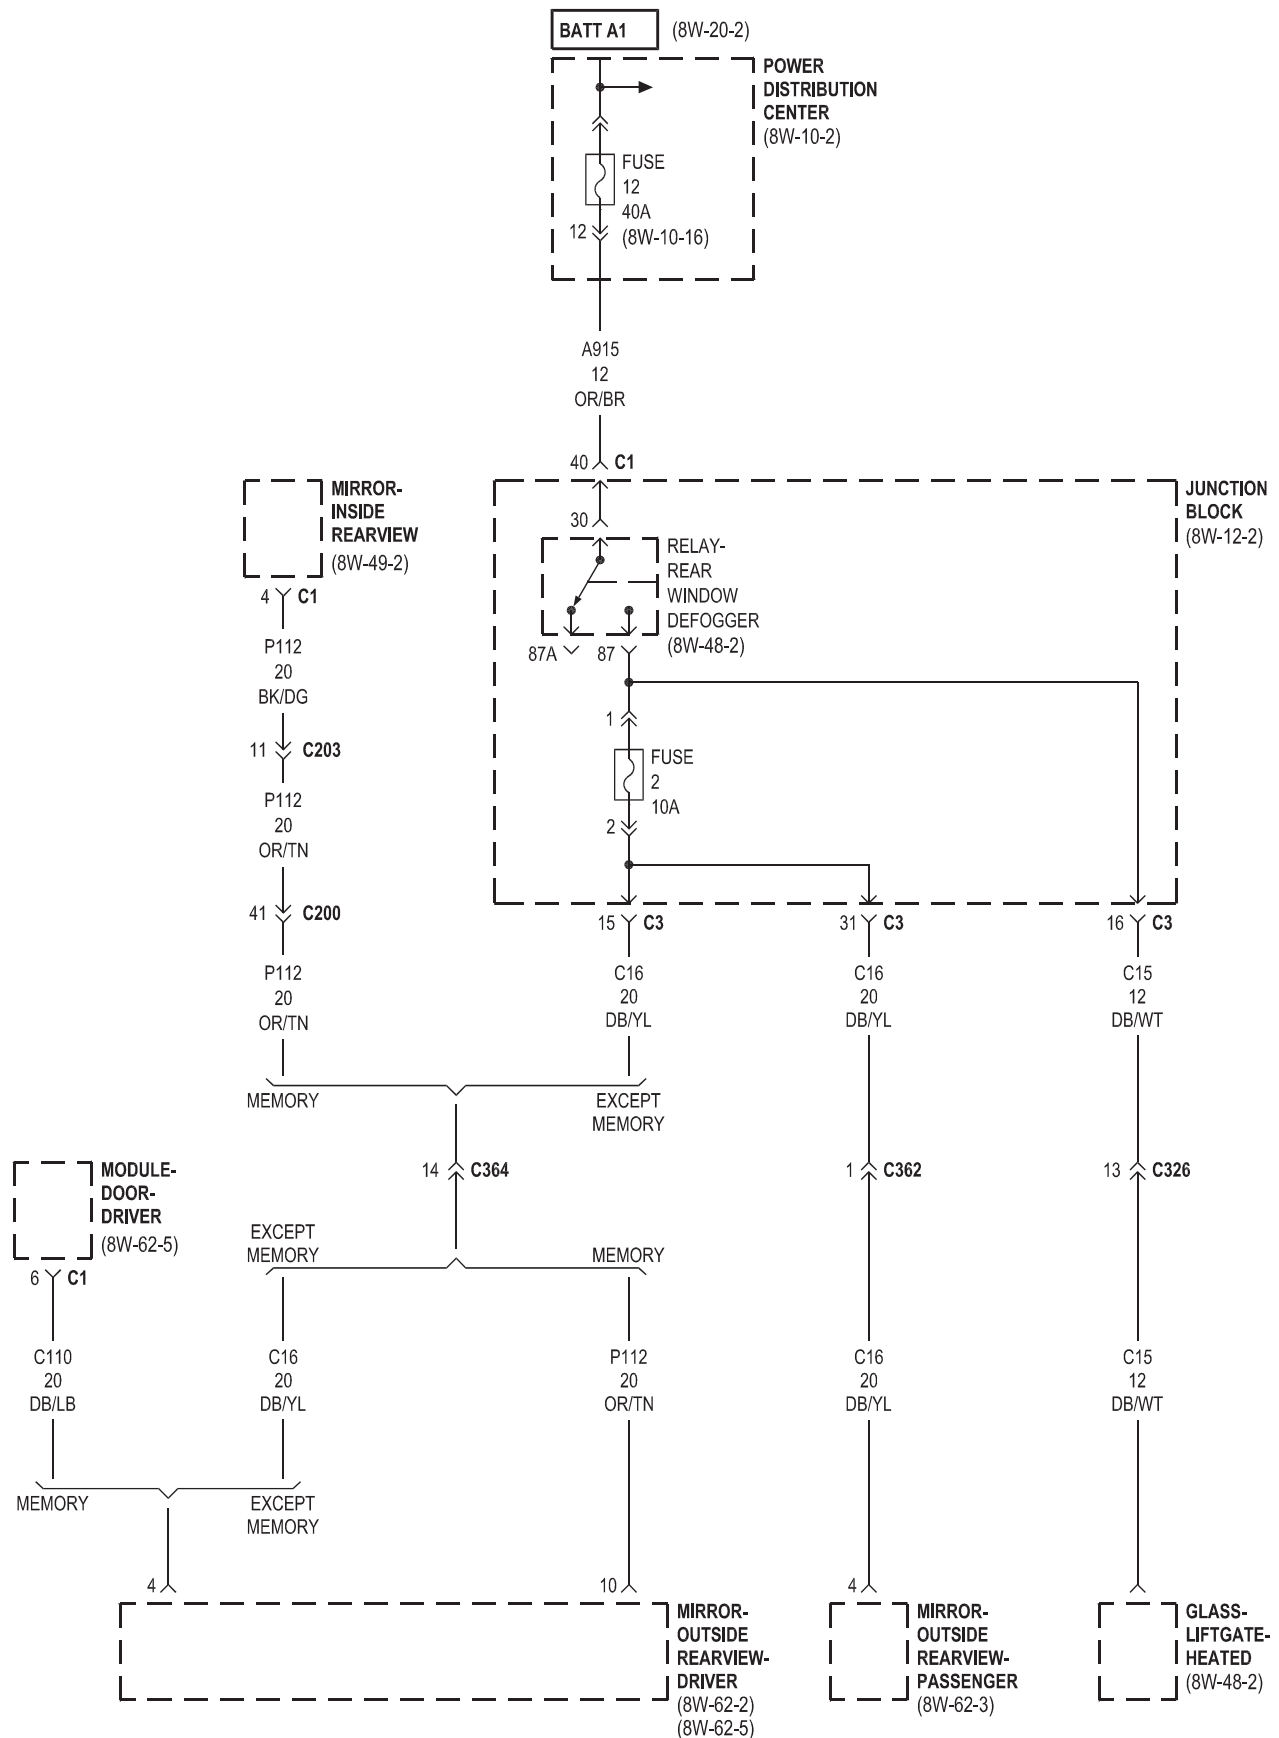 BATT A1 (8W-20-2)
POWER
DISTRIBUTION
CENTER
(8W-10-2)
FUSE
12
40A
12 (8W-10-16)
A915
12
OR/BR
40 C1
MIRROR-
INSIDE
REARVIEW
(8W-49-2)
4 C1
P112
20
BK/DG
11 C203
P112
20
OR/TN
41 C200
P112
20
OR/TN
JUNCTION
BLOCK
(8W-12-2)
30
RELAY-
REAR
WINDOW
DEFOGGER
(8W-48-2)
87A 87
1
FUSE
2
10A
2
15 C3
31 C3
16 C3
C16
20
DB/YL
C16
20
DB/YL
C15
12
DB/WT
MEMORY
EXCEPT
MEMORY
14 C364
1 C362
13 C326
MODULE-
DOOR-
DRIVER
(8W-62-5)
6 C1
EXCEPT
MEMORY
MEMORY
C110
20
DB/LB
C16
20
DB/YL
P112
20
OR/TN
C16
20
DB/YL
C15
12
DB/WT
MEMORY
EXCEPT
MEMORY
4
10
4
MIRROR-
OUTSIDE
REARVIEW-
DRIVER
(8W-62-2)
(8W-62-5)
MIRROR-
OUTSIDE
REARVIEW-
PASSENGER
(8W-62-3)
GLASS-
LIFTGATE-
HEATED
(8W-48-2)